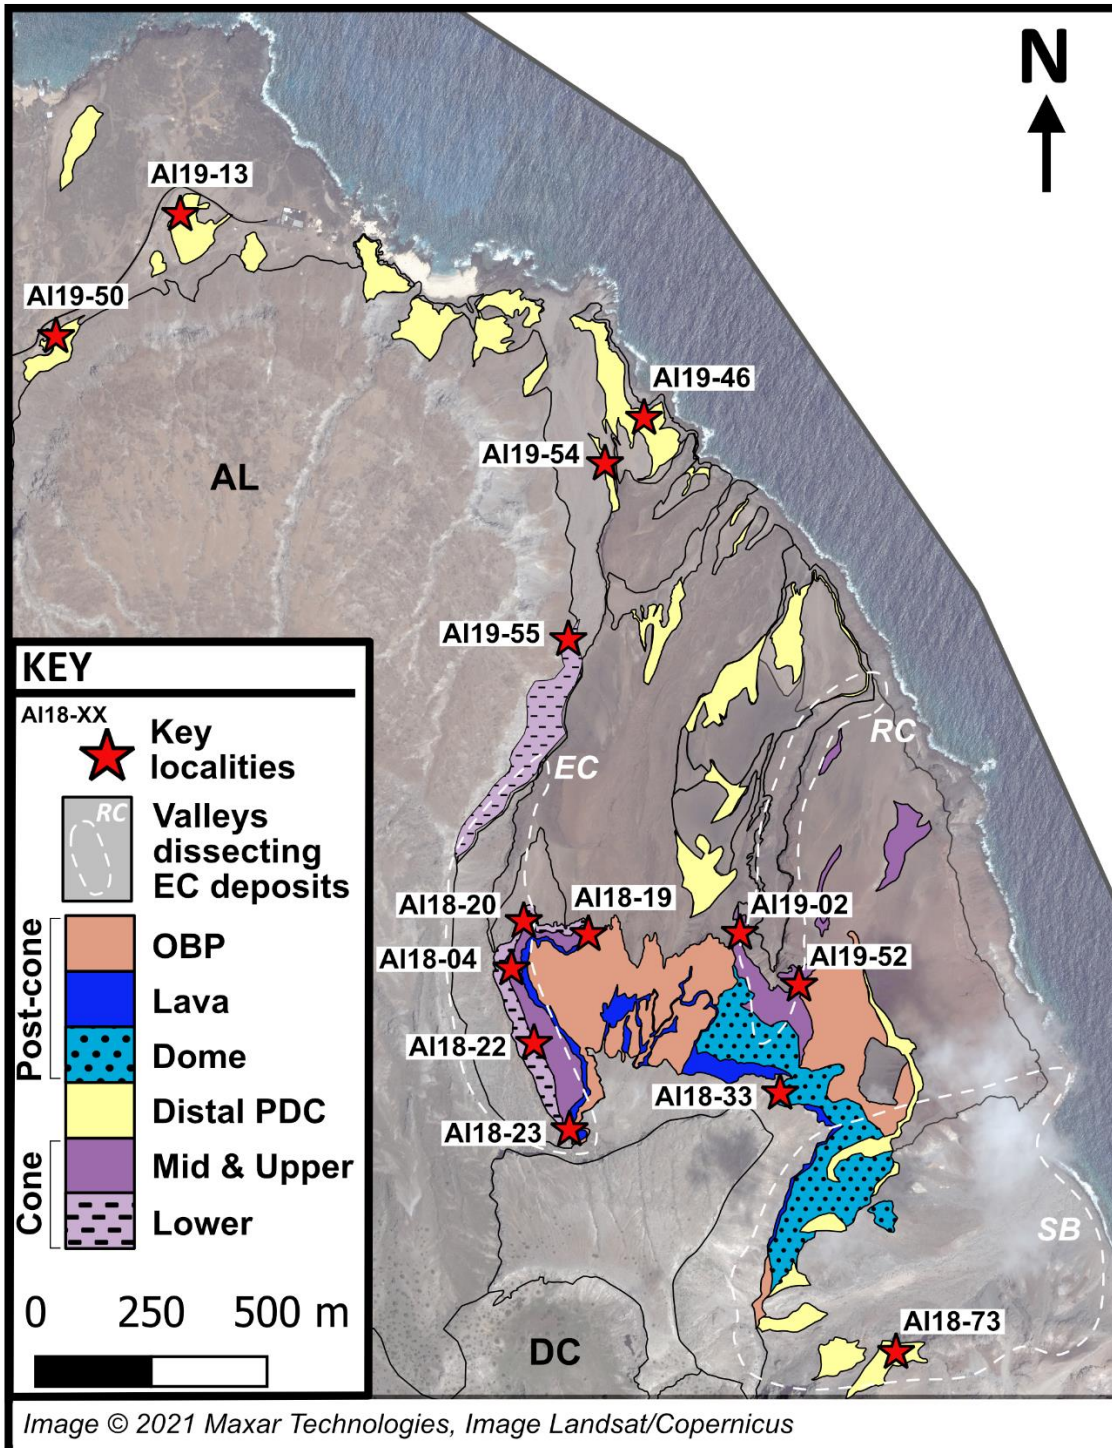 N
AI19-13
AI19-50
AI19-46
AI19-54
AL
AI19-55
RC
EC
AI18-20
AI18-19
AI19-02
AI18-04
AI19-52
AI18-22
AI18-33
AI18-23
SB
AI18-73
DC
KEY
AI18-XX
Key
localities
RC
Valleys
dissecting
EC deposits
Post-cone
OBP
Lava
Dome
Distal PDC
Cone
Mid & Upper
Lower
0 250 500 m
Image © 2021 Maxar Technologies, Image Landsat/Copernicus